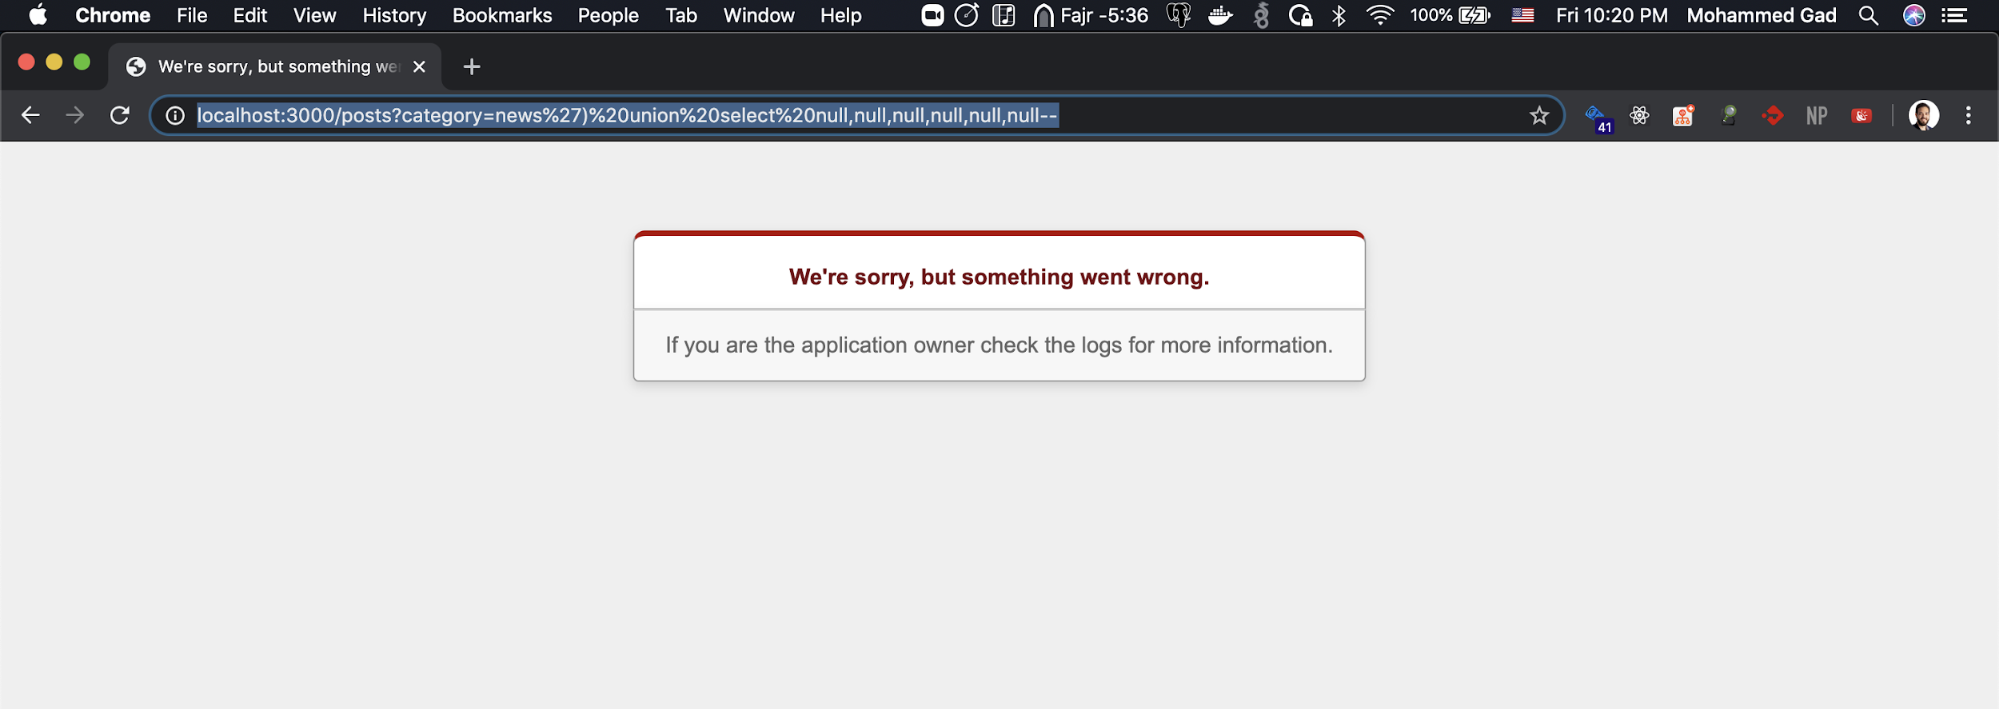 Chrome File Edit View History Bookmarks People Tab Window Help Fajr -5:36 100% Fri 10:20 PM Mohammed Gad
We're sorry, but something we
localhost:3000/posts?category=news%27)%20union%20select%20null,null,null,null,null,null--
41 NP
We're sorry, but something went wrong.
If you are the application owner check the logs for more information.